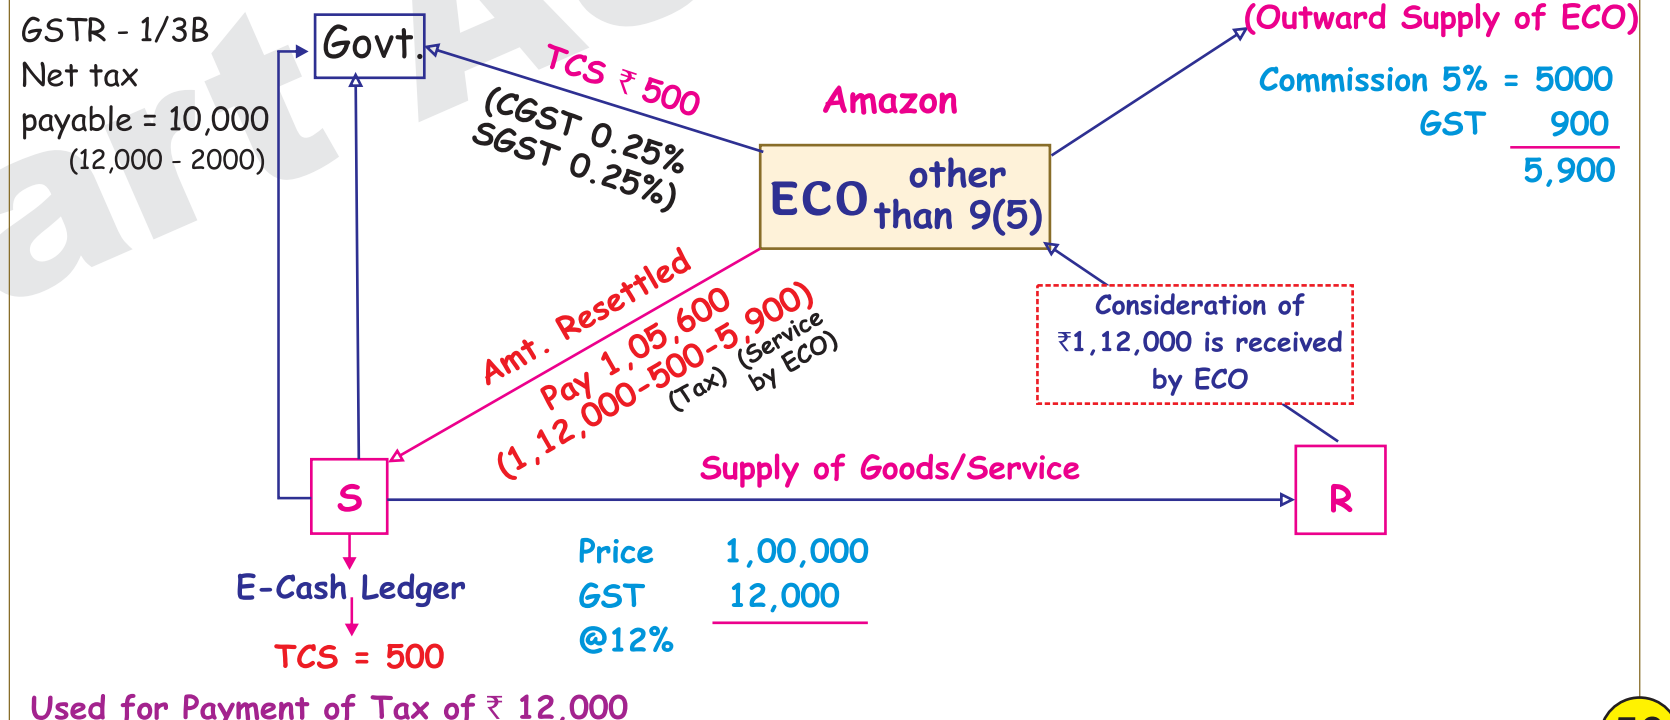 GSTR - 1/3B
Net tax
payable = 10,000
(12,000 - 2000)
Govt.
TCS ₹ 500
(CGST 0.25%
SGST 0.25%)
Amazon
ECO other
than 9(5)
(Outward Supply of ECO)
Commission 5% = 5000
GST 900
5,900
Amt. Resettled
Pay 1,05,600
(1,12,000-500-5,900)
(Tax) (Service
by ECO)
Consideration of
₹1,12,000 is received
by ECO
S
Supply of Goods/Service
R
E-Cash Ledger
TCS = 500
Price 1,00,000
GST 12,000
@12%
Used for Payment of Tax of ₹ 12,000